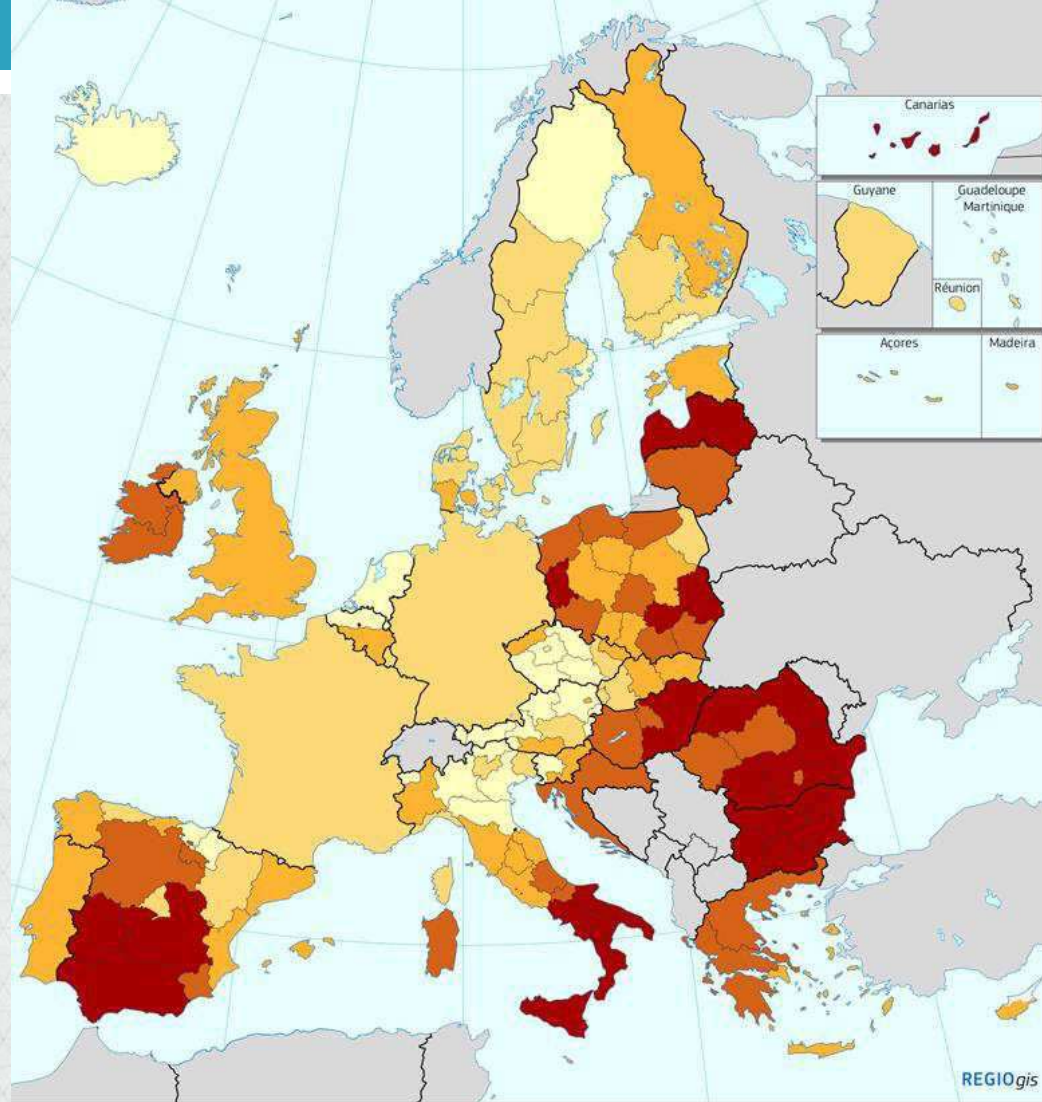 Canarias
Guyane
Guadeloupe
Martinique
Réunion
Açores
Madeira
REGIOgis